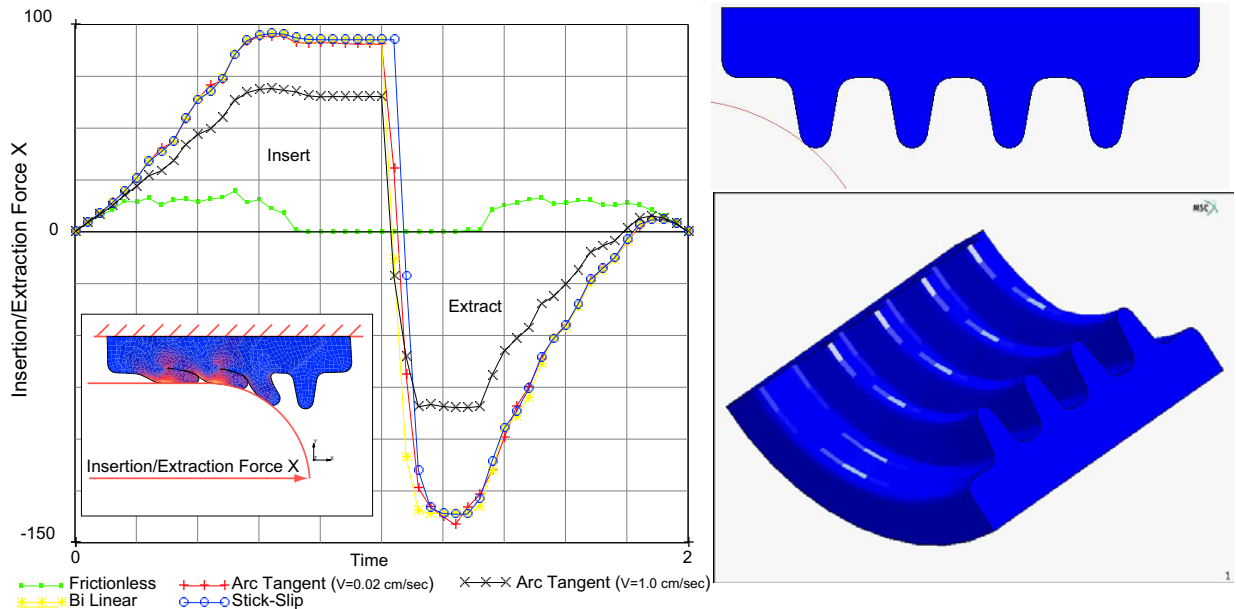 100
Insertion/Extraction Force X
Insert
0
Extract
Insertion/Extraction Force X
Y
X
-150
0
Time
2
Frictionless
Arc Tangent (V=0.02 cm/sec)
Arc Tangent (V=1.0 cm/sec)
Bi Linear
Stick-Slip
MSC
1